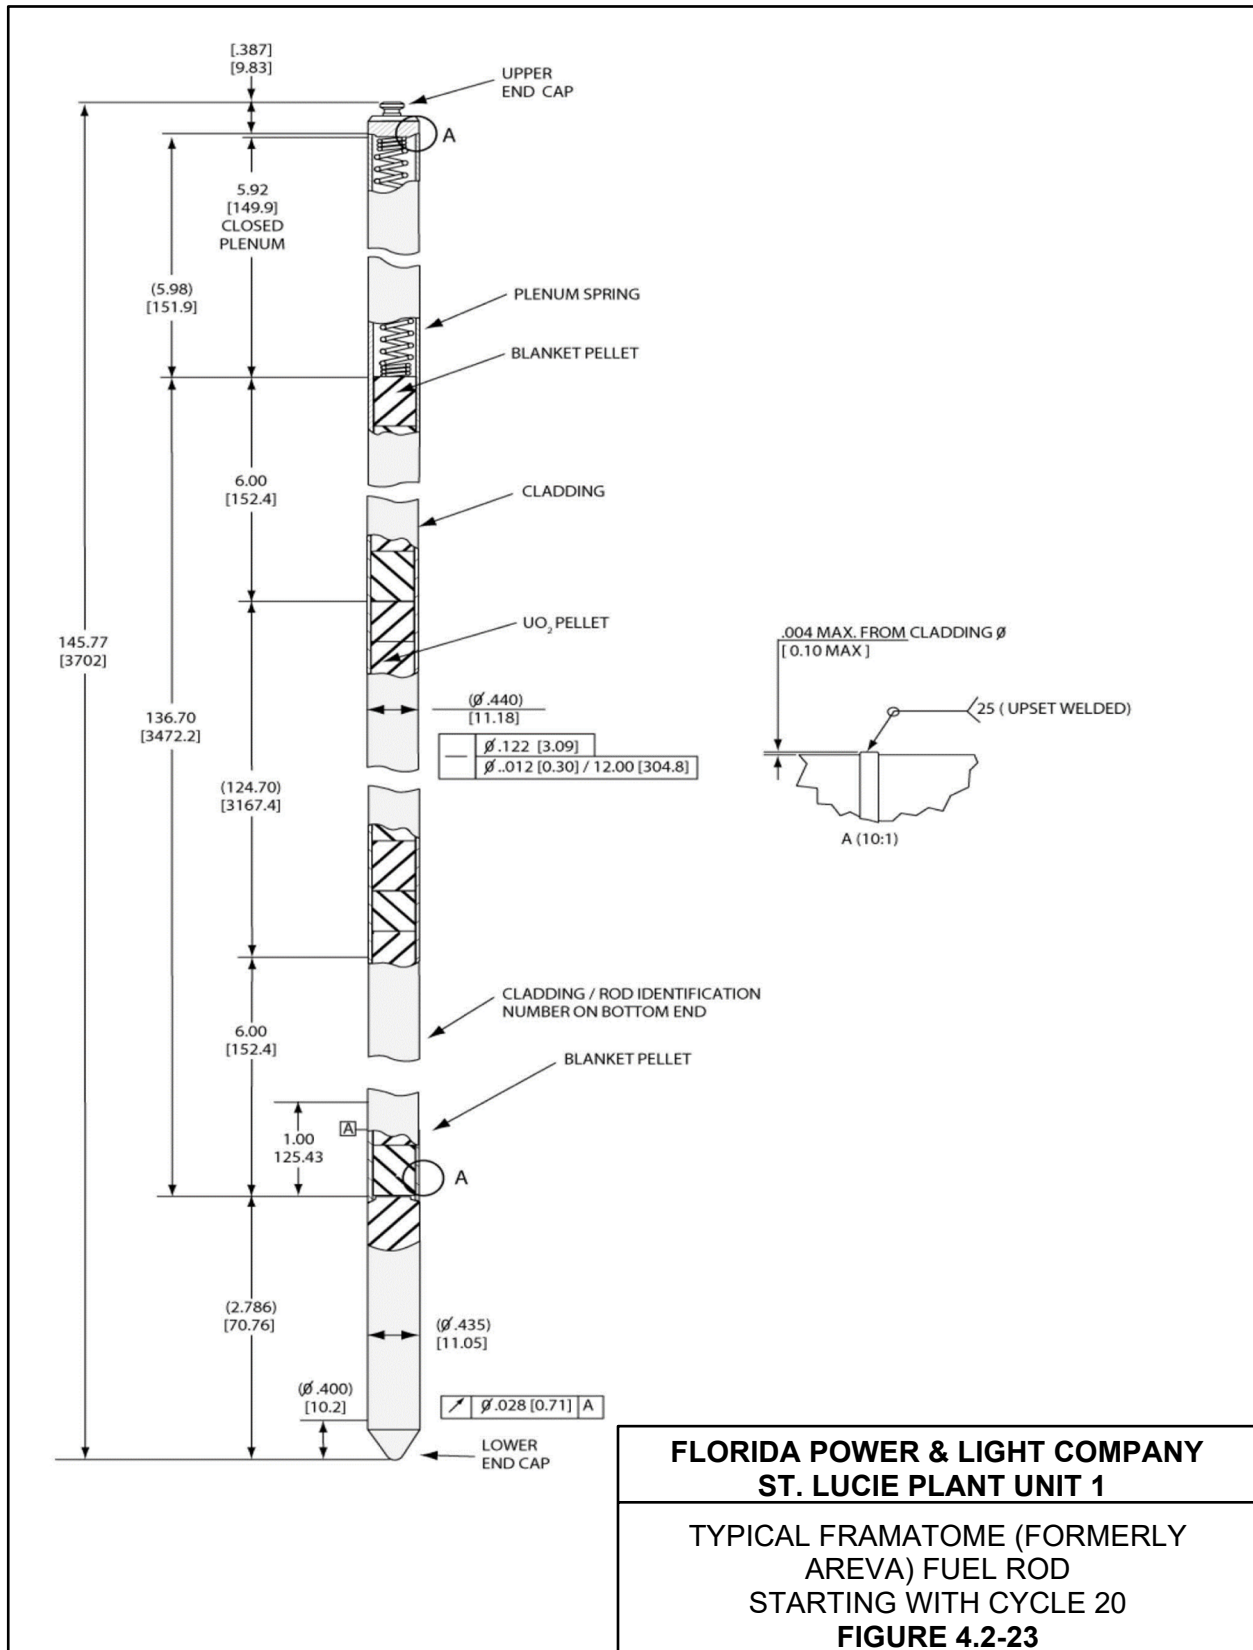 [.387]
[9.83]
UPPER
END CAP
A
5.92
[149.9]
CLOSED
PLENUM
(5.98)
[151.9]
PLENUM SPRING
BLANKET PELLET
6.00
[152.4]
CLADDING
UO₂ PELLET
145.77
[3702]
.004 MAX. FROM CLADDING Ø
[ 0.10 MAX ]
(Ø .440)
[11.18]
25 ( UPSET WELDED)
136.70
[3472.2]
— Ø .122 [3.09]
Ø ..012 [0.30] / 12.00 [304.8]
(124.70)
[3167.4]
A (10:1)
CLADDING / ROD IDENTIFICATION
NUMBER ON BOTTOM END
6.00
[152.4]
BLANKET PELLET
A
1.00
125.43
A
(2.786)
[70.76]
(Ø .435)
[11.05]
(Ø .400)
[10.2]
Ø .028 [0.71] A
LOWER
END CAP
FLORIDA POWER & LIGHT COMPANY
ST. LUCIE PLANT UNIT 1
TYPICAL FRAMATOME (FORMERLY
AREVA) FUEL ROD
STARTING WITH CYCLE 20
FIGURE 4.2-23